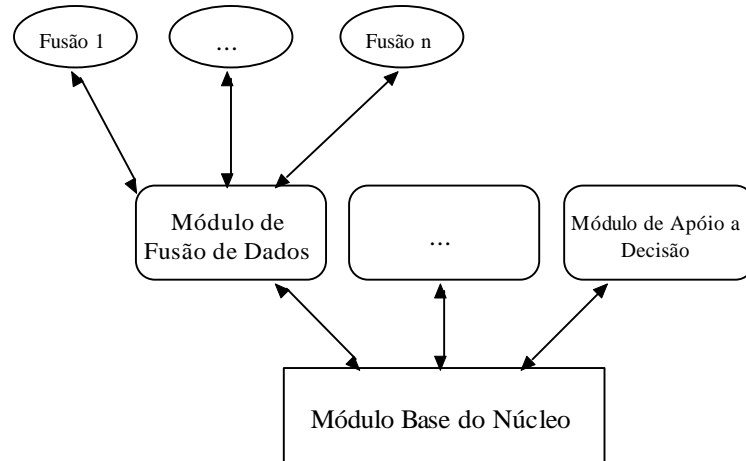 Fusão 1
...
Fusão n
Módulo de
Fusão de Dados
...
Módulo de Apóio a
Decisão
Módulo Base do Núcleo